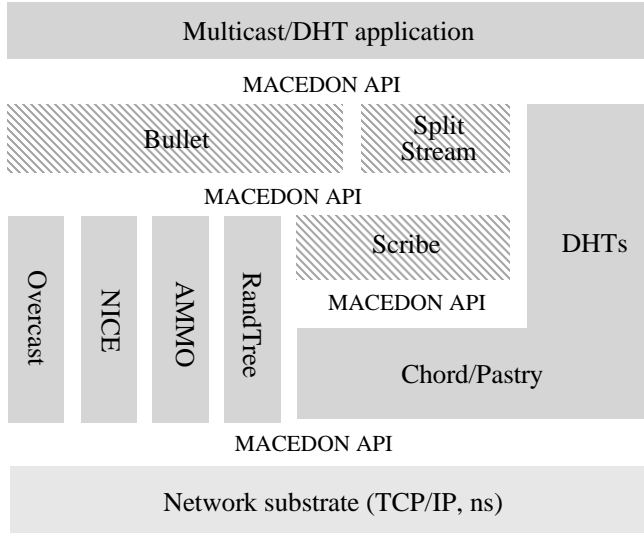 Multicast/DHT application
MACEDON API
Bullet
Split
Stream
MACEDON API
DHTs
Scribe
Overcast
NICE
AMMO
RandTree
MACEDON API
Chord/Pastry
MACEDON API
Network substrate (TCP/IP, ns)